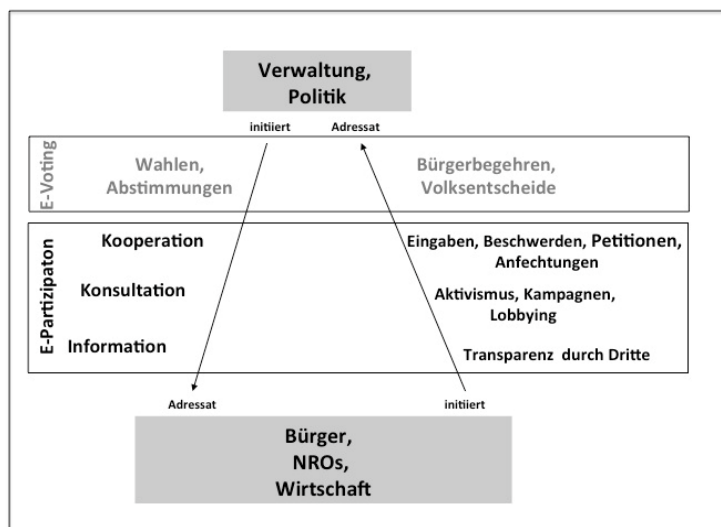 Verwaltung,
Politik
initiiert Adressat
E-Voting
Wahlen,
Abstimmungen
Bürgerbegehren,
Volksentscheide
E-Partizipaton
Kooperation
Konsultation
Information
Eingaben, Beschwerden, Petitionen,
Anfechtungen
Aktivismus, Kampagnen,
Lobbying
Transparenz durch Dritte
Adressat initiiert
Bürger,
NROs,
Wirtschaft